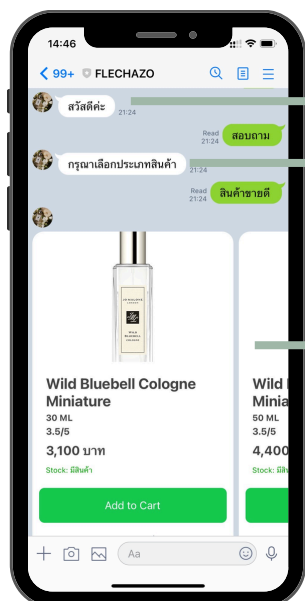 14:46
99+ FLECHAZO
สวัสดีค่ะ
21:24
Read
21:24
สอบถาม
กรุณาเลือกประเภทสินค้า
21:24
Read
21:24
สินค้าขายดี
JO MALONE
LONDON
WILD
BLUEBELL
COLOGNE
Wild Bluebell Cologne
Miniature
30 ML
3.5/5
3,100 บาท
Stock: มีสินค้า
Add to Cart
Wild
Minia
50 ML
3.5/5
4,400
Stock: มีสิน
Aa